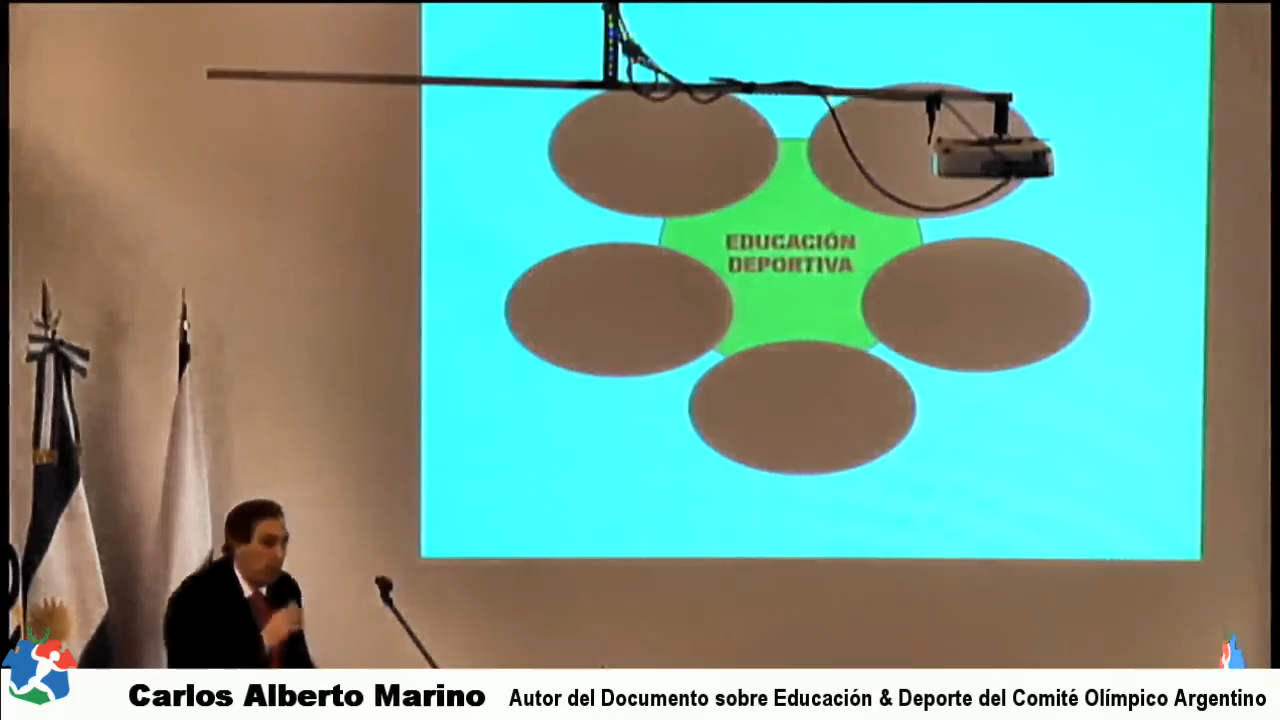 EDUCACIÓN
DEPORTIVA
Carlos Alberto Marino Autor del Documento sobre Educación & Deporte del Comité Olímpico Argentino